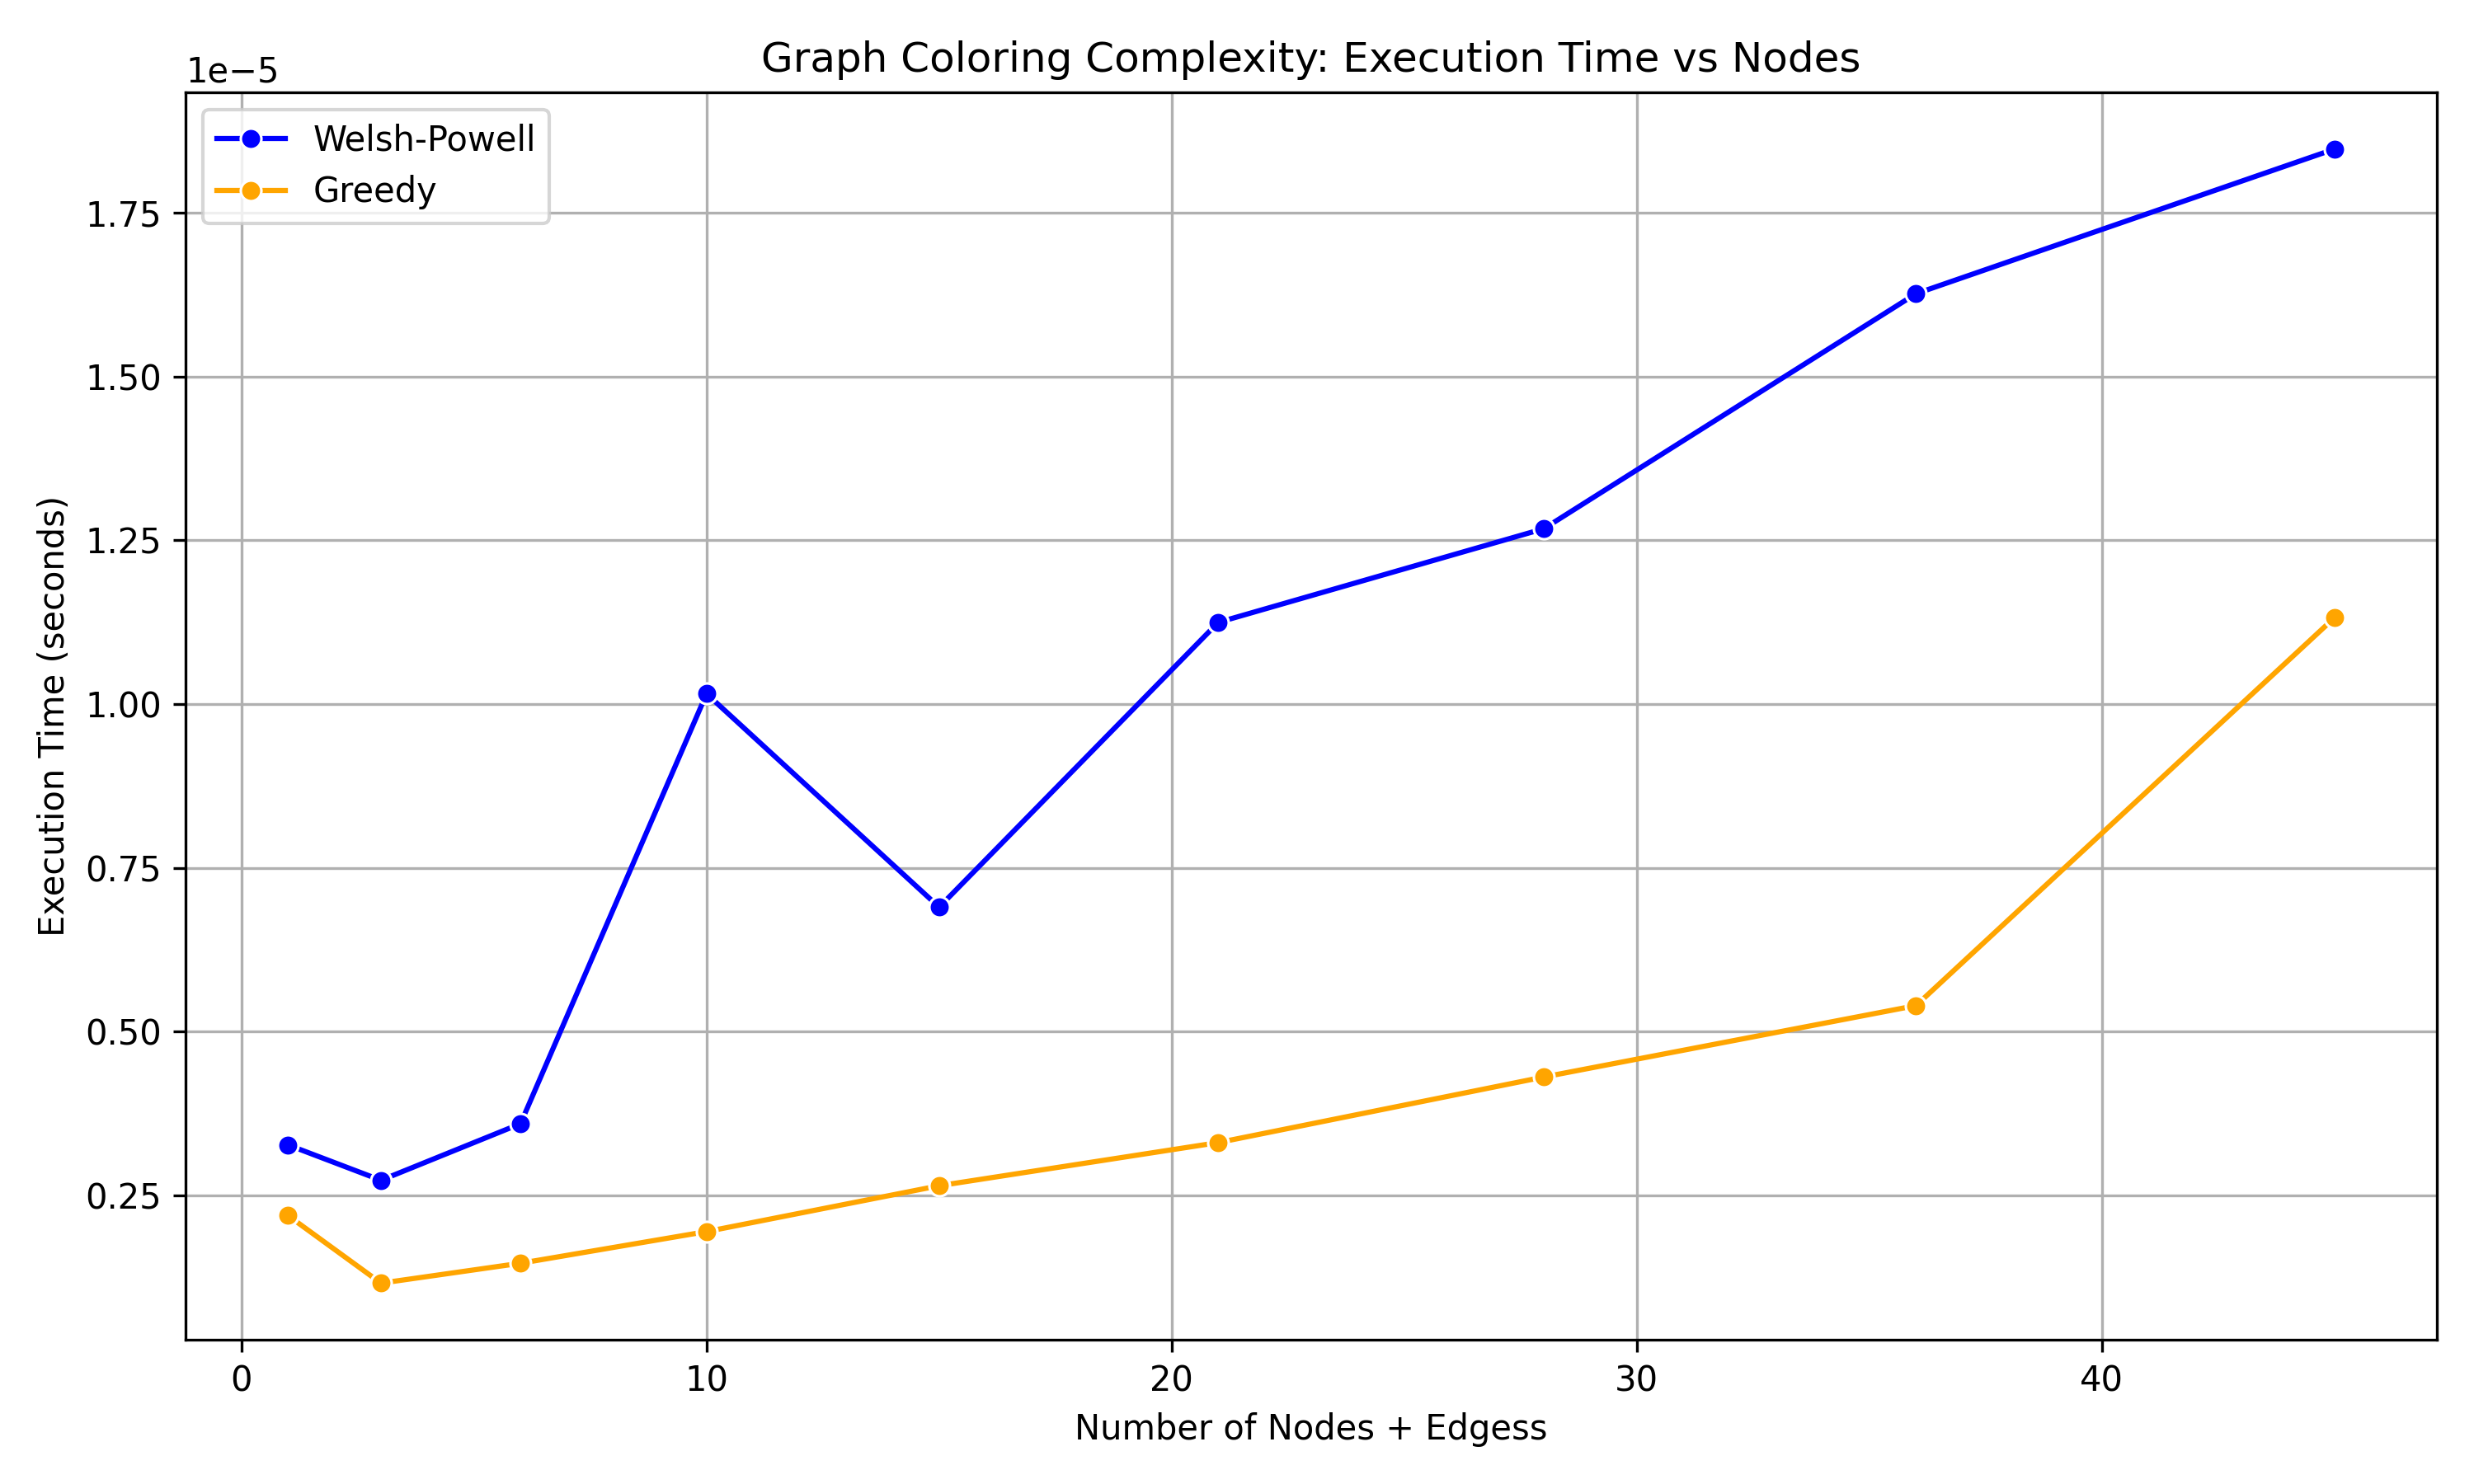 Graph Coloring Complexity: Execution Time vs Nodes
1e−5
Welsh-Powell
Greedy
1.75
1.50
1.25
1.00
0.75
0.50
0.25
Execution Time (seconds)
0 10 20 30 40
Number of Nodes + Edgess